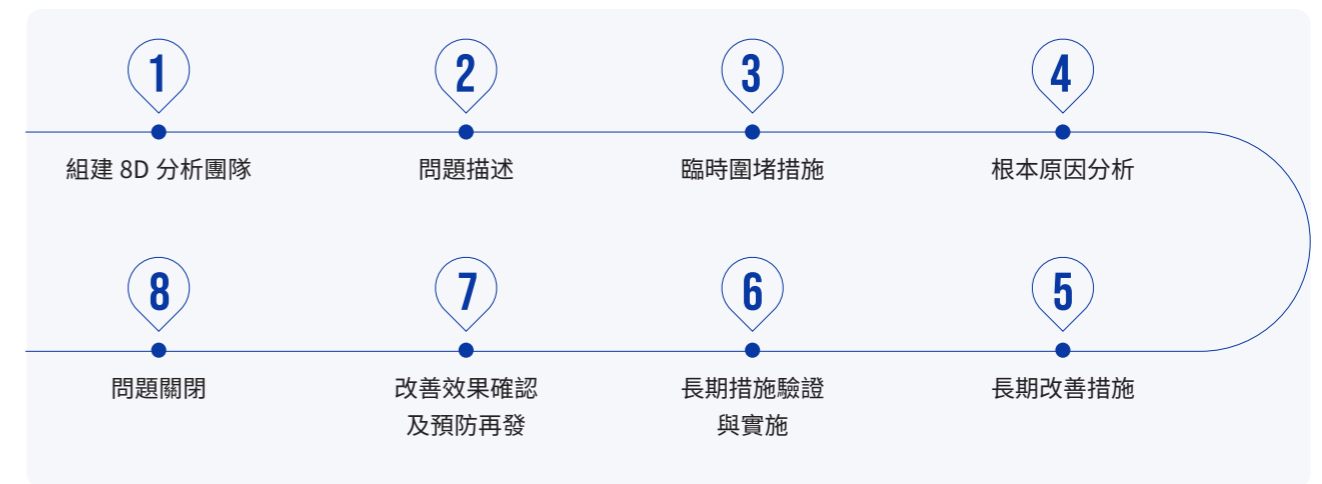 1
組建 8D 分析團隊
2
問題描述
3
臨時圍堵措施
4
根本原因分析
5
長期改善措施
6
長期措施驗證
與實施
7
改善效果確認
及預防再發
8
問題關閉